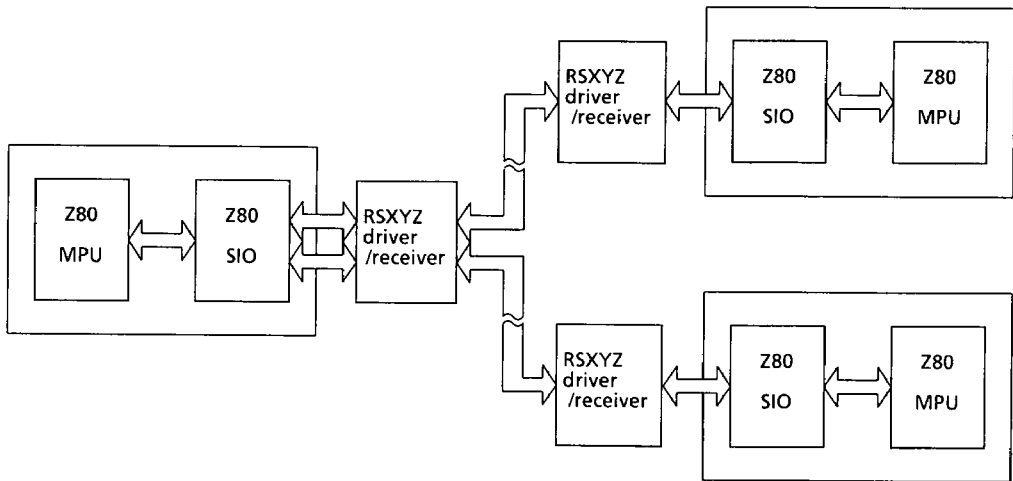 Z80
MPU
Z80
SIO
RSXYZ
driver
/receiver
RSXYZ
driver
/receiver
Z80
SIO
Z80
MPU
RSXYZ
driver
/receiver
Z80
SIO
Z80
MPU